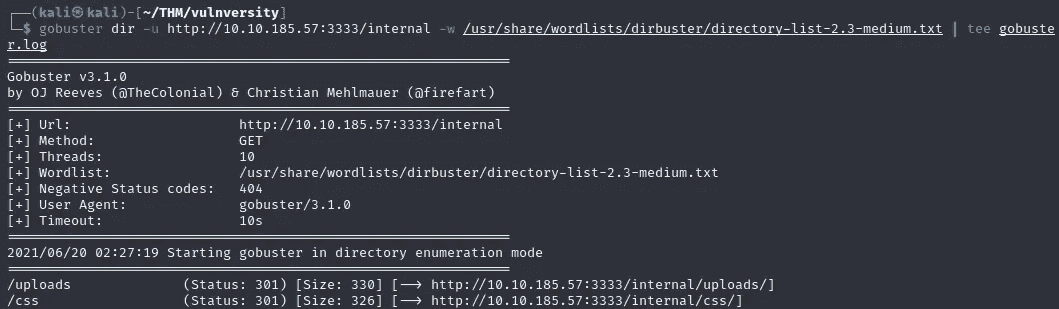 ┌──(kali㉿kali)-[~/THM/vulnversity]
└─$ gobuster dir -u http://10.10.185.57:3333/internal -w /usr/share/wordlists/dirbuster/directory-list-2.3-medium.txt | tee gobuste
r.log
===============================================================
Gobuster v3.1.0
by OJ Reeves (@TheColonial) & Christian Mehlmauer (@firefart)
===============================================================
[+] Url:                     http://10.10.185.57:3333/internal
[+] Method:                  GET
[+] Threads:                 10
[+] Wordlist:                /usr/share/wordlists/dirbuster/directory-list-2.3-medium.txt
[+] Negative Status codes:   404
[+] User Agent:              gobuster/3.1.0
[+] Timeout:                 10s
===============================================================
2021/06/20 02:27:19 Starting gobuster in directory enumeration mode
===============================================================
/uploads              (Status: 301) [Size: 330] [--> http://10.10.185.57:3333/internal/uploads/]
/css                  (Status: 301) [Size: 326] [--> http://10.10.185.57:3333/internal/css/]